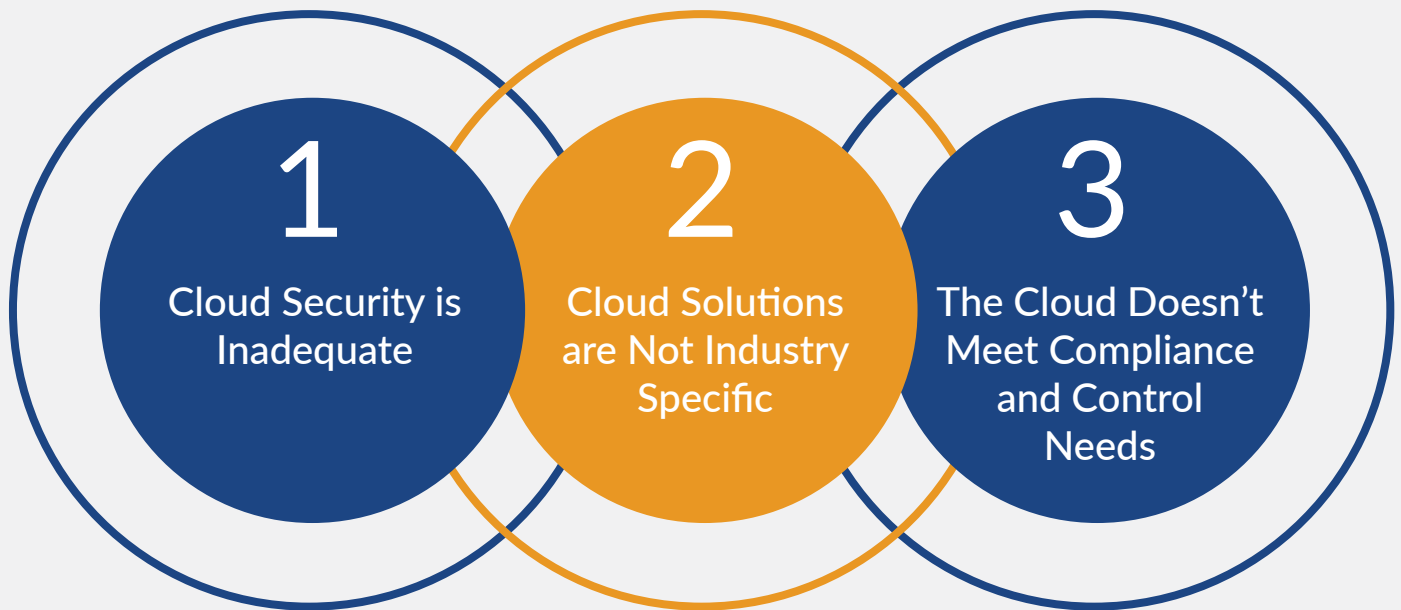 1
Cloud Security is
Inadequate
2
Cloud Solutions
are Not Industry
Specific
3
The Cloud Doesn’t
Meet Compliance
and Control
Needs